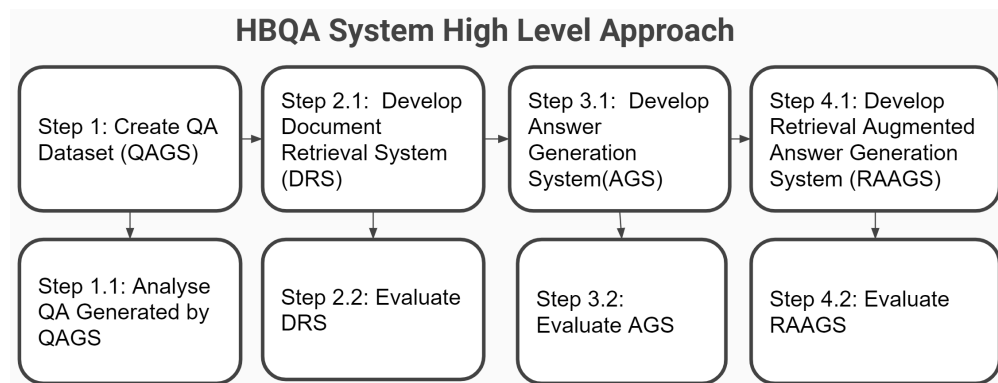 HBQA System High Level Approach
Step 1: Create QA
Dataset (QAGS)
Step 2.1:  Develop
Document
Retrieval System
(DRS)
Step 3.1:  Develop
Answer
Generation
System(AGS)
Step 4.1: Develop
Retrieval Augmented
Answer Generation
System (RAAGS)
Step 1.1: Analyse
QA Generated by
QAGS
Step 2.2: Evaluate
DRS
Step 3.2:
Evaluate AGS
Step 4.2: Evaluate
RAAGS